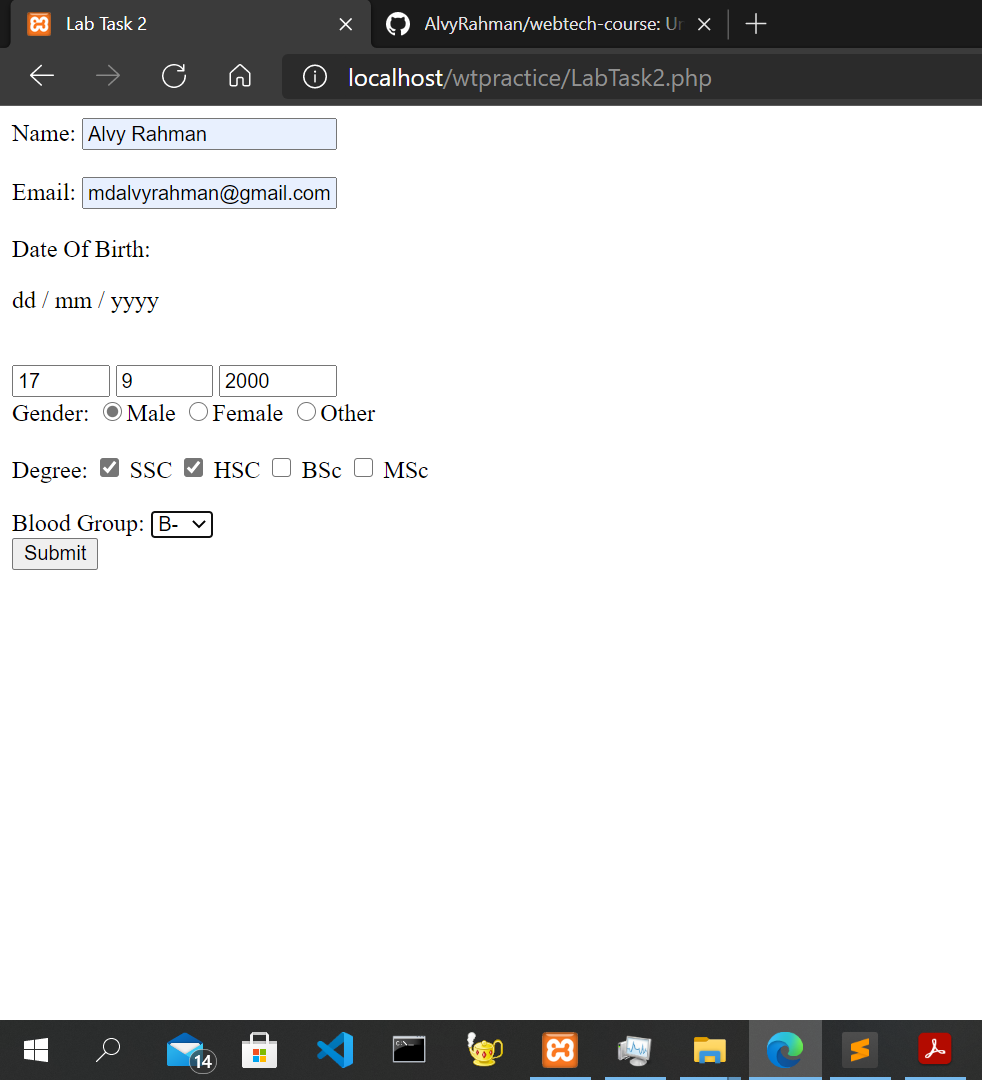 Lab Task 2
AlvyRahman/webtech-course: Ur
localhost/wtpractice/LabTask2.php
Name: Alvy Rahman
Email: mdalvyrahman@gmail.com
Date Of Birth:
dd / mm / yyyy
17 9 2000
Gender: Male Female Other
Degree: SSC HSC BSc MSc
Blood Group: B-
Submit
14